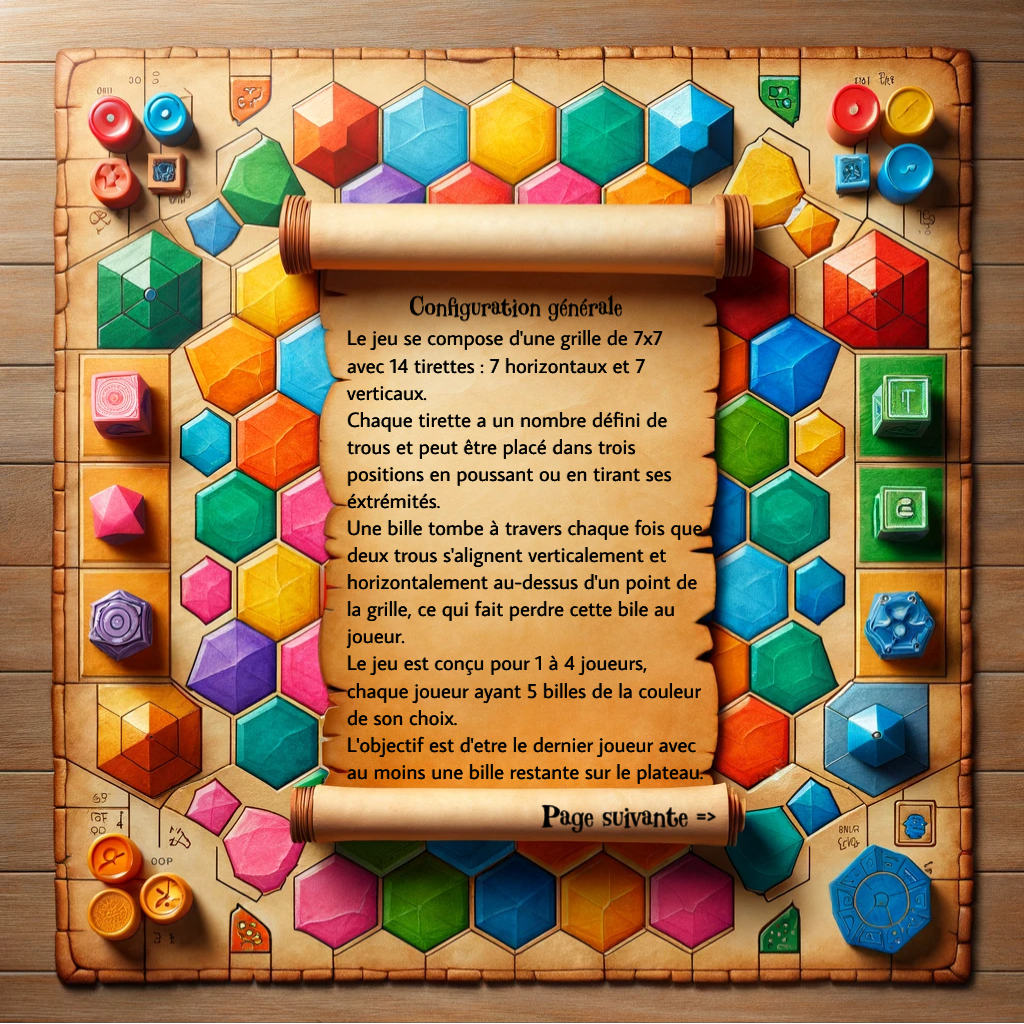 Configuration générale
Le jeu se compose d'une grille de 7x7
avec 14 tirettes : 7 horizontaux et 7
verticaux.
Chaque tirette a un nombre défini de
trous et peut être placé dans trois
positions en poussant ou en tirant ses
éxtrémités.
Une bille tombe à travers chaque fois que
deux trous s'alignent verticalement et
horizontalement au-dessus d'un point de
la grille, ce qui fait perdre cette bile au
joueur.
Le jeu est conçu pour 1 à 4 joueurs,
chaque joueur ayant 5 billes de la couleur
de son choix.
L'objectif est d'etre le dernier joueur avec
au moins une bille restante sur le plateau.
Page suivante =>